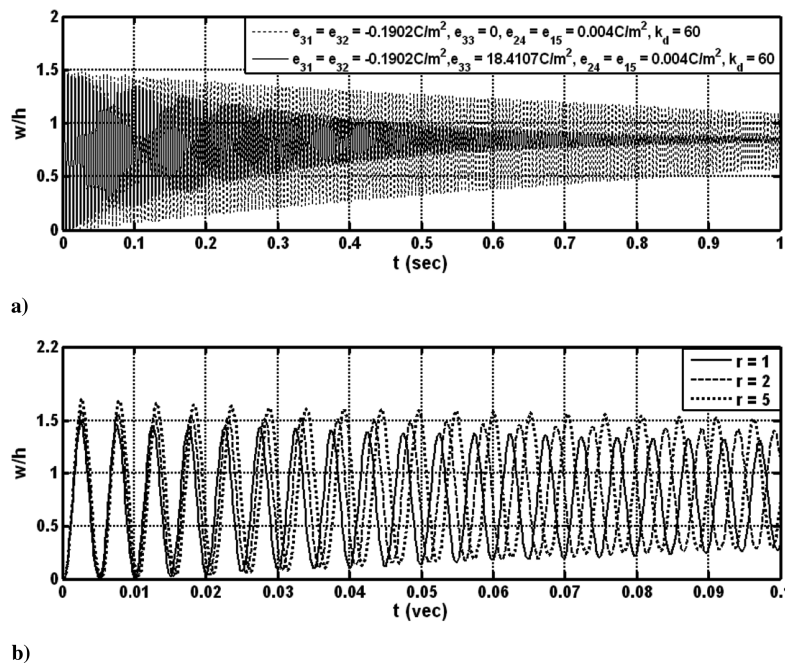 2
1.5
1
0.5
0
w/h
e31 = e32 = -0.1902C/m2, e33 = 0, e24 = e15 = 0.004C/m2, kd = 60
e31 = e32 = -0.1902C/m2,e33 = 18.4107C/m2, e24 = e15 = 0.004C/m2, kd = 60
0 0.1 0.2 0.3 0.4 0.5 0.6 0.7 0.8 0.9 1
t (sec)
a)
2.2
1.5
1
0.5
0
w/h
r = 1
r = 2
r = 5
0 0.01 0.02 0.03 0.04 0.05 0.06 0.07 0.08 0.09 0.1
t (vec)
b)